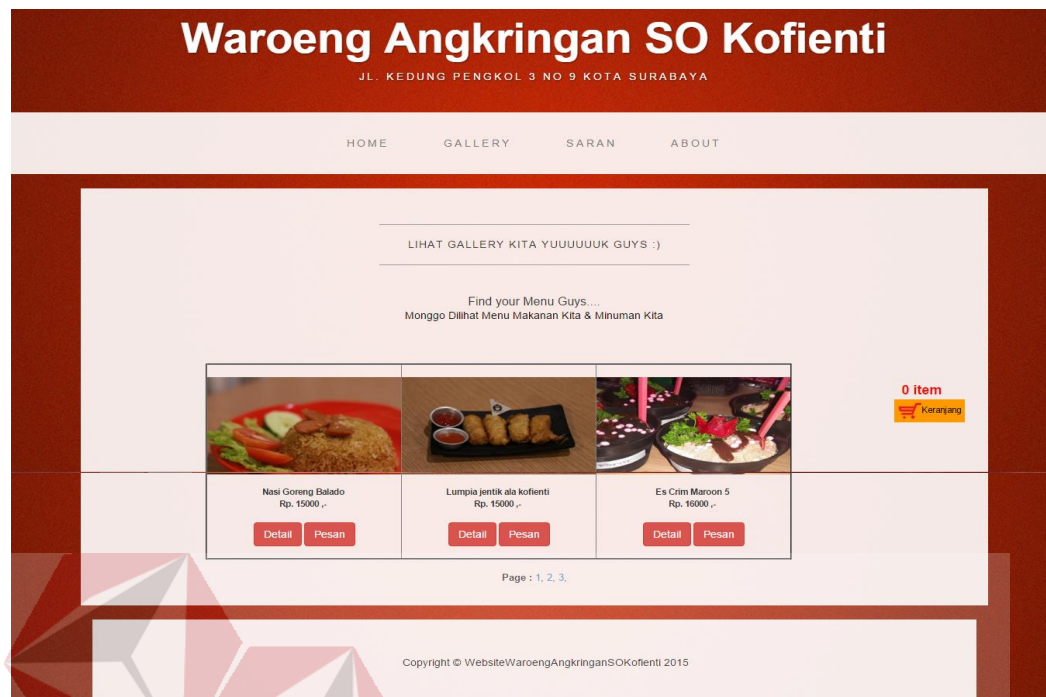 Waroeng Angkringan SO Kofienti
JL. KEDUNG PENGKOL 3 NO 9 KOTA SURABAYA
HOME GALLERY SARAN ABOUT
LIHAT GALLERY KITA YUUUUUUK GUYS :)
Find your Menu Guys....
Monggo Dilihat Menu Makanan Kita & Minuman Kita
0 item
Keranjang
Nasi Goreng Balado
Rp. 15000 ,-
Detail Pesan
Lumpia jentik ala kofienti
Rp. 15000 ,-
Detail Pesan
Es Crim Maroon 5
Rp. 16000 ,-
Detail Pesan
Page : 1, 2, 3,
Copyright © WebsiteWaroengAngkringanSOKofienti 2015